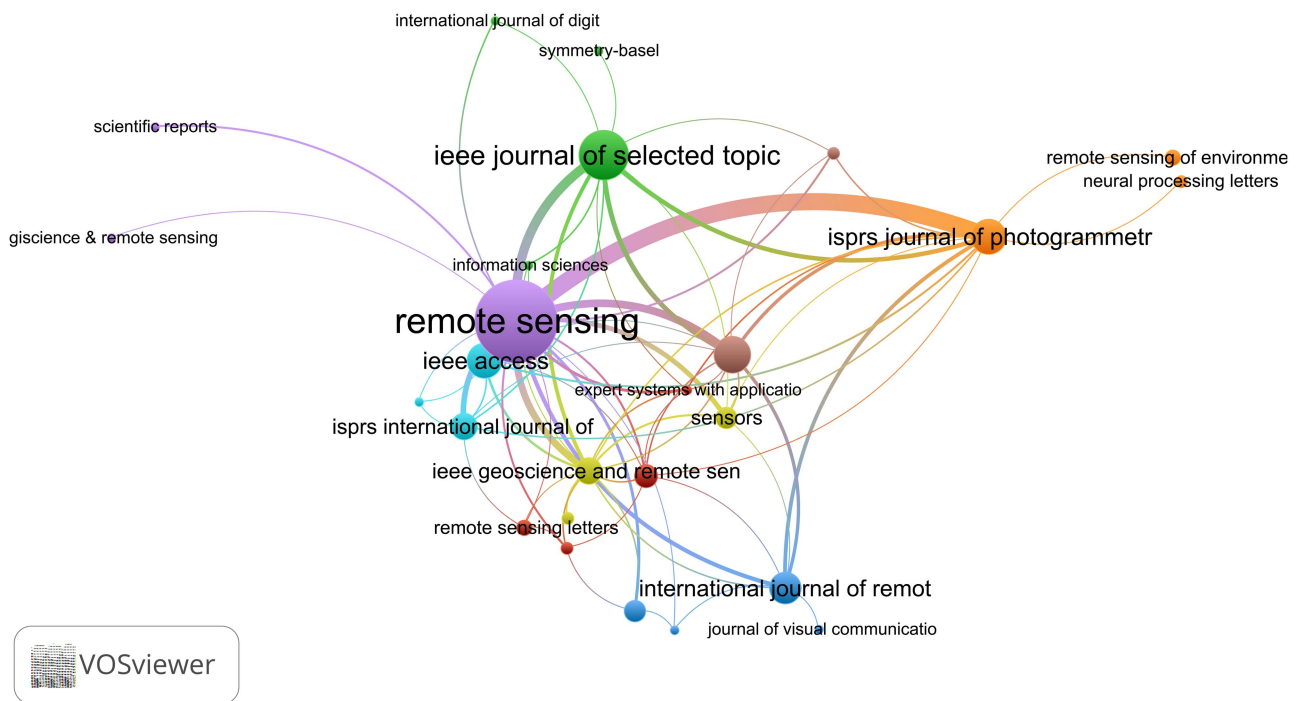 international journal of digit
symmetry-basel
scientific reports
ieee journal of selected topic
remote sensing of environme
neural processing letters
giscience & remote sensing
isprs journal of photogrammetr
information sciences
remote sensing
ieee access
expert systems with applicatio
sensors
isprs international journal of
ieee geoscience and remote sen
remote sensing letters
international journal of remot
journal of visual communicatio
VOSviewer